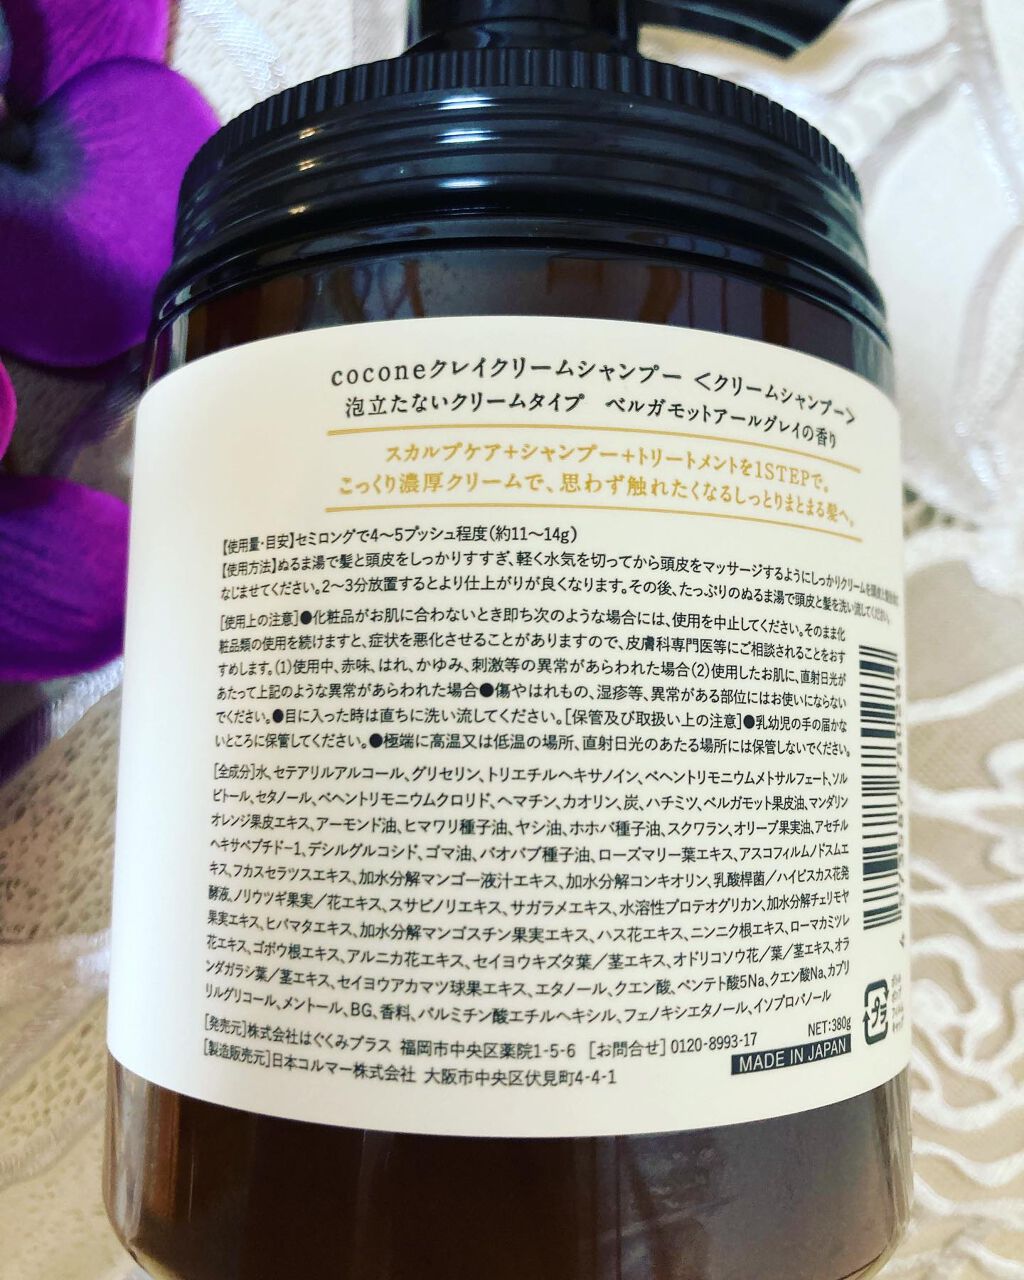 coconeクレイクリームシャンプー <クリームシャンプー>
泡立たないクリームタイプ ベルガモットアールグレイの香り
スカルプケア+シャンプー+トリートメントを1STEPで。
こっくり濃厚クリームで、思わず触れたくなるしっとりまとまる髪へ。
【使用量・目安】セミロングで4〜5プッシュ程度(約11〜14g)
【使用方法】ぬるま湯で髪と頭皮をしっかりすすぎ、軽く水気を切ってから頭皮をマッサージするようにしっかりクリームを
なじませてください。2〜3分放置するとより仕上がりが良くなります。その後、たっぷりのぬるま湯で頭皮と髪を洗い流してください。
[使用上の注意]●化粧品がお肌に合わないとき即ち次のような場合には、使用を中止してください。そのまま化
粧品類の使用を続けますと、症状を悪化させることがありますので、皮膚科専門医等にご相談されることをおす
すめします。(1)使用中、赤味、はれ、かゆみ、刺激等の異常があらわれた場合(2)使用したお肌に、直射日光が
あたって上記のような異常があらわれた場合●傷やはれもの、湿疹等、異常がある部位にはお使いにならない
でください。●目に入った時は直ちに洗い流してください。[保管及び取扱い上の注意]●乳幼児の手の届かな
いところに保管してください。●極端に高温又は低温の場所、直射日光のあたる場所には保管しないでください。
[全成分]水、セテアリルアルコール、グリセリン、トリエチルヘキサノイン、ベヘントリモニウムメトサルフェート、ソル
ビトール、セタノール、ベヘントリモニウムクロリド、ヘマチン、カオリン、炭、ハチミツ、ベルガモット果皮油、マンダリン
オレンジ果皮エキス、アーモンド油、ヒマワリ種子油、ヤシ油、ホホバ種子油、スクワラン、オリーブ果実油、アセチル
ヘキサペプチド-1、デシルグルコシド、ゴマ油、バオバブ種子油、ローズマリー葉エキス、アスコフィルムノドスムエ
キス、フカスセラツスエキス、加水分解マンゴー液汁エキス、加水分解コンキオリン、乳酸桿菌/ハイビスカス花発
酵液、ノリウツギ果実/花エキス、スサビノリエキス、サガラメエキス、水溶性プロテオグリカン、加水分解チェリモヤ
果実エキス、ヒバマタエキス、加水分解マンゴスチン果実エキス、ハス花エキス、ニンニク根エキス、ローマカミツレ
花エキス、ゴボウ根エキス、アルニカ花エキス、セイヨウキズタ葉/茎エキス、オドリコソウ花/葉/茎エキス、オラ
ンダガラシ葉/茎エキス、セイヨウアカマツ球果エキス、エタノール、クエン酸、ペンテト酸5Na、クエン酸Na、カプリ
リルグリコール、メントール、BG、香料、パルミチン酸エチルヘキシル、フェノキシエタノール、イソプロパノール
[発売元]株式会社はぐくみプラス 福岡市中央区薬院1-5-6 [お問合せ]0120-8993-17
NET:380g
[製造販売元]日本コルマー株式会社 大阪市中央区伏見町4-4-1
MADE IN JAPAN
プラ